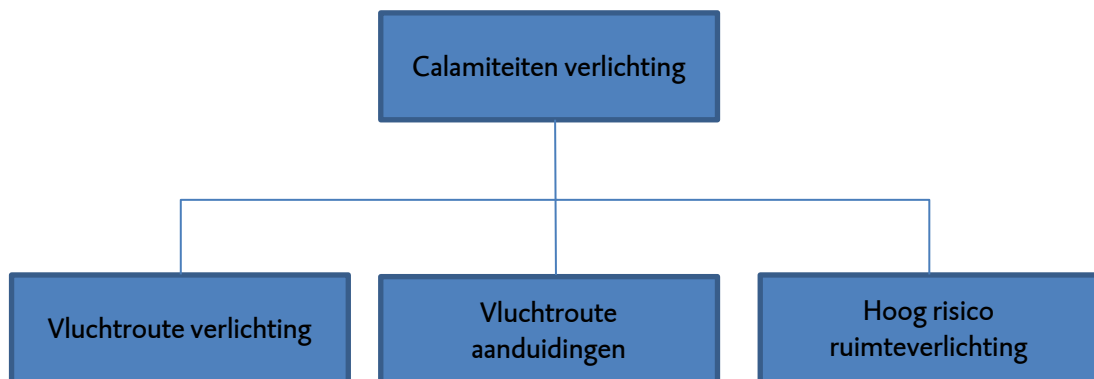 Calamiteiten verlichting
Vluchtroute verlichting
Vluchtroute
aanduidingen
Hoog risico
ruimteverlichting